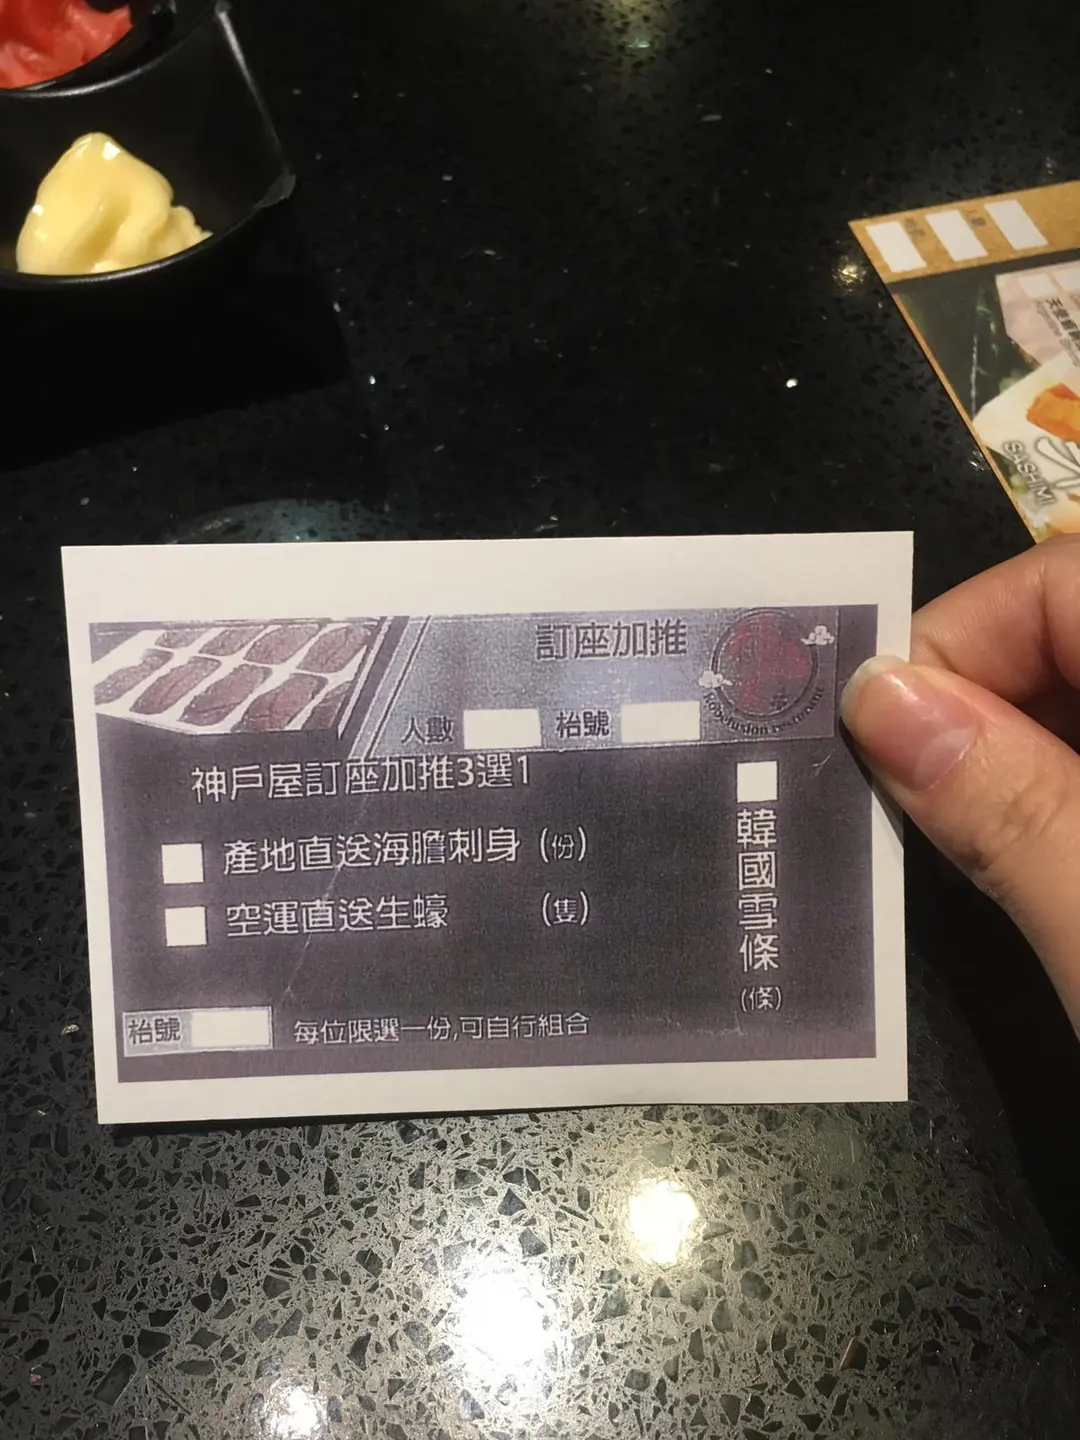 訂座加推
人數
枱號
神戶屋訂座加推3選1
產地直送海膽刺身 (份)
空運直送生蠔 (隻)
韓國雪條 (條)
枱號
每位限選一份,可自行組合
SASHIMI